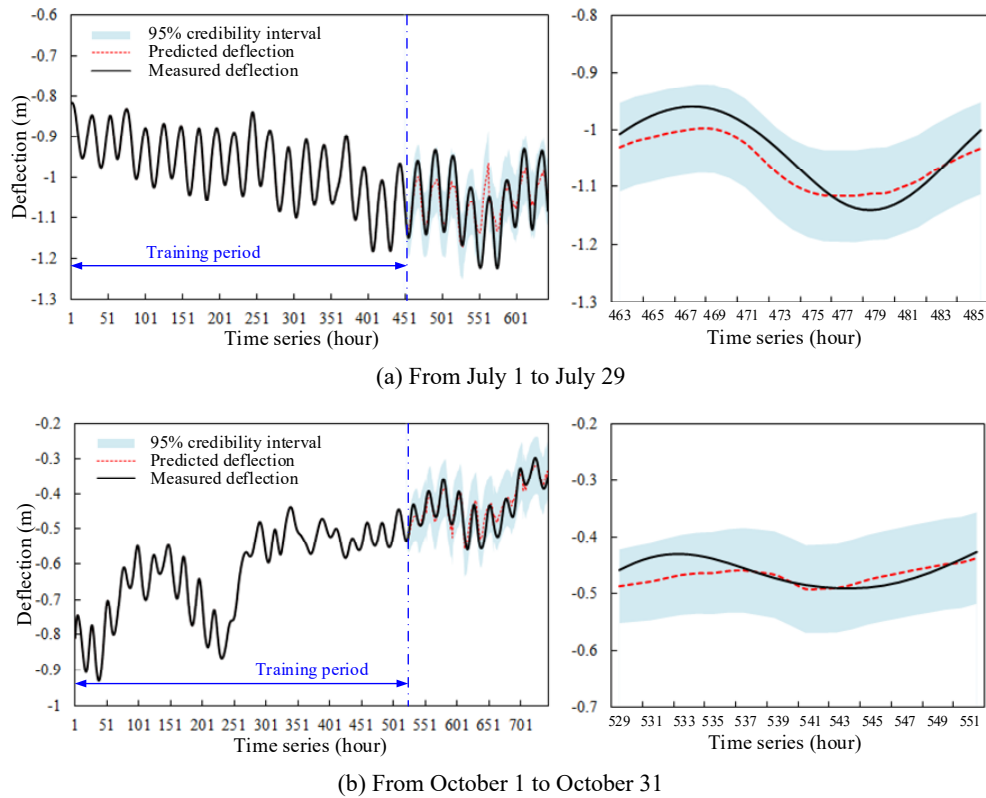 -0.6
-0.7
-0.8
-0.9
-1.0
-1.1
-1.2
-1.3
Deflection (m)
95% credibility interval
Predicted deflection
Measured deflection
Training period
1 51 101 151 201 251 301 351 401 451 501 551 601
Time series (hour)
-0.8
-0.9
-1
-1.1
-1.2
-1.3
463 465 467 469 471 473 475 477 479 481 483 485
Time series (hour)
(a) From July 1 to July 29
-0.2
-0.3
-0.4
-0.5
-0.6
-0.7
-0.8
-0.9
-1
Deflection (m)
95% credibility interval
Predicted deflection
Measured deflection
Training period
1 51 101 151 201 251 301 351 401 451 501 551 601 651 701
Time series (hour)
-0.2
-0.3
-0.4
-0.5
-0.6
-0.7
529 531 533 535 537 539 541 543 545 547 549 551
Time series (hour)
(b) From October 1 to October 31